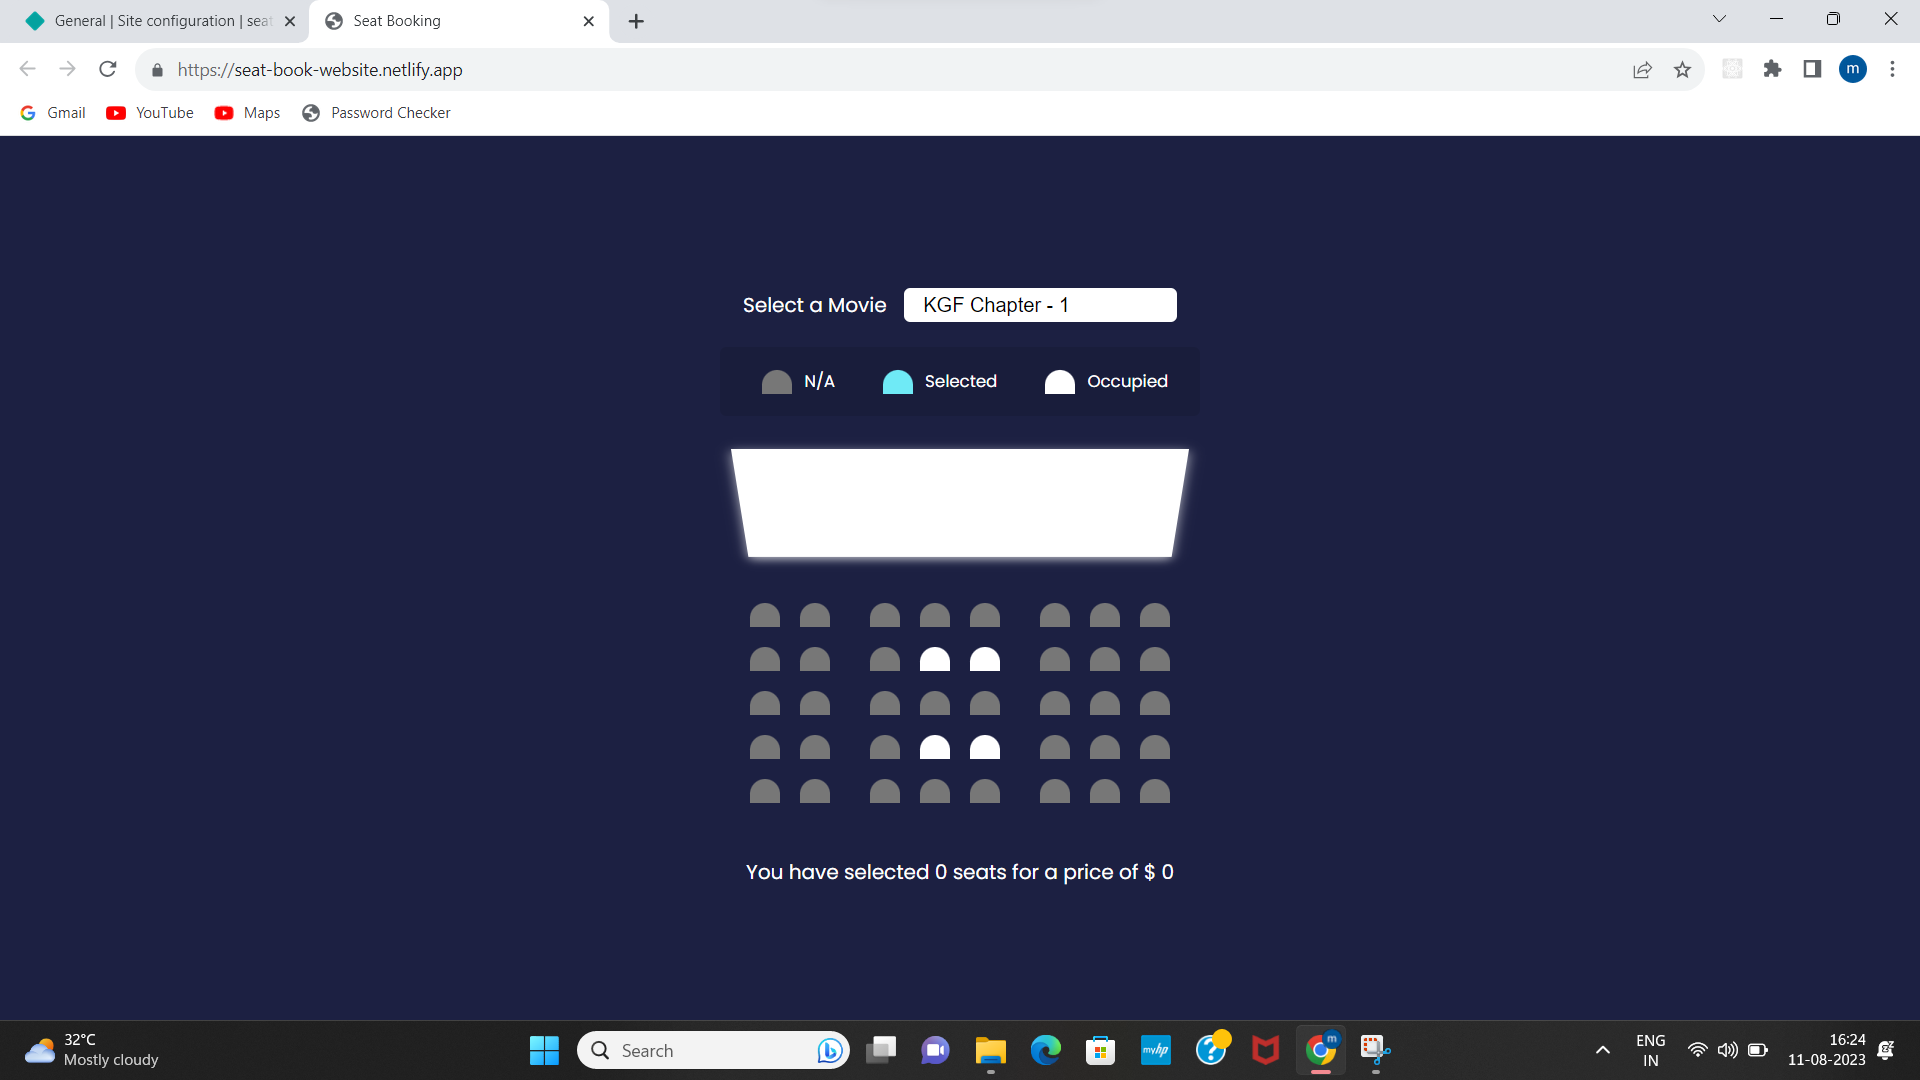 General | Site configuration | seat
Seat Booking
https://seat-book-website.netlify.app
m
Gmail
YouTube
Maps
Password Checker
Select a Movie
KGF Chapter - 1
N/A
Selected
Occupied
You have selected 0 seats for a price of $ 0
32°C
Mostly cloudy
Search
myhp
m
ENG
IN
16:24
11-08-2023